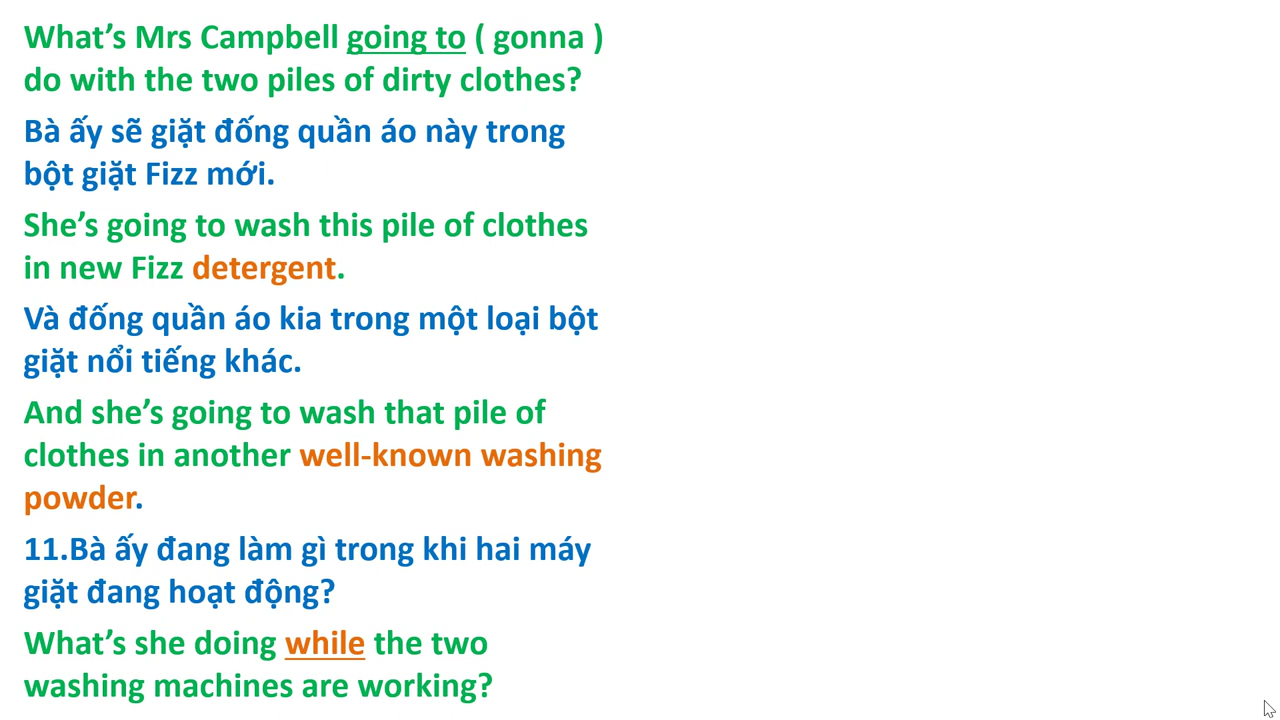 What’s Mrs Campbell going to ( gonna )
do with the two piles of dirty clothes?
Bà ấy sẽ giặt đống quần áo này trong
bột giặt Fizz mới.
She’s going to wash this pile of clothes
in new Fizz detergent.
Và đống quần áo kia trong một loại bột
giặt nổi tiếng khác.
And she’s going to wash that pile of
clothes in another well-known washing
powder.
11.Bà ấy đang làm gì trong khi hai máy
giặt đang hoạt động?
What’s she doing while the two
washing machines are working?